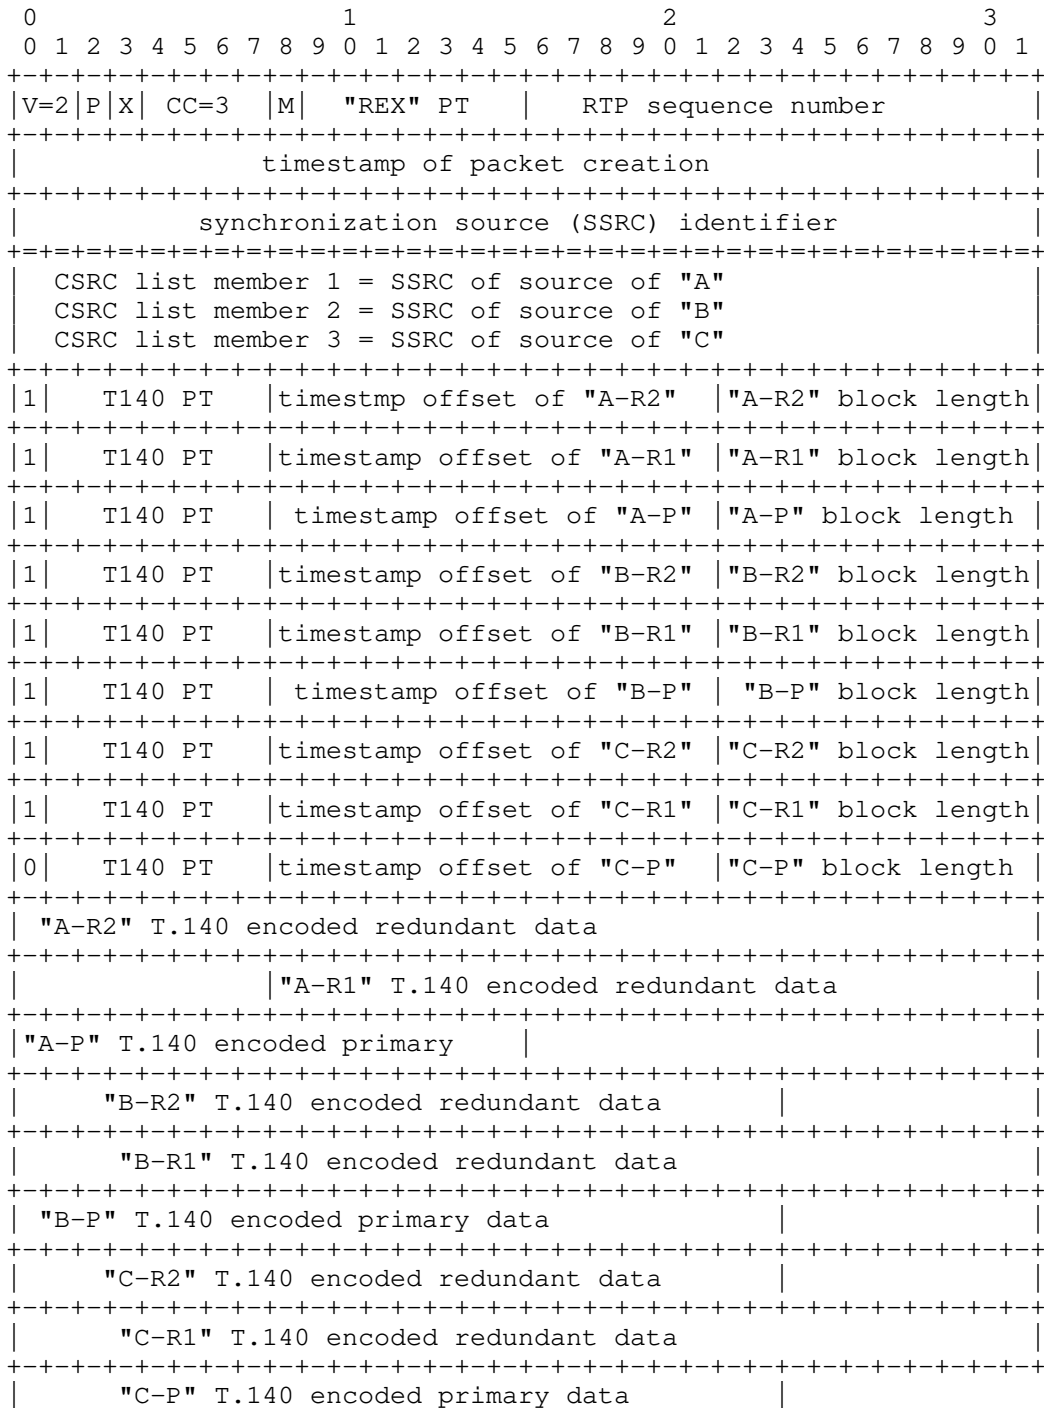 0                   1                   2                   3
 0 1 2 3 4 5 6 7 8 9 0 1 2 3 4 5 6 7 8 9 0 1 2 3 4 5 6 7 8 9 0 1
+-+-+-+-+-+-+-+-+-+-+-+-+-+-+-+-+-+-+-+-+-+-+-+-+-+-+-+-+-+-+-+-+
|V=2|P|X| CC=3  |M|  "REX" PT   |   RTP sequence number         |
+-+-+-+-+-+-+-+-+-+-+-+-+-+-+-+-+-+-+-+-+-+-+-+-+-+-+-+-+-+-+-+-+
|               timestamp of packet creation                    |
+-+-+-+-+-+-+-+-+-+-+-+-+-+-+-+-+-+-+-+-+-+-+-+-+-+-+-+-+-+-+-+-+
|           synchronization source (SSRC) identifier            |
+=+=+=+=+=+=+=+=+=+=+=+=+=+=+=+=+=+=+=+=+=+=+=+=+=+=+=+=+=+=+=+=+
|  CSRC list member 1 = SSRC of source of "A"                   |
|  CSRC list member 2 = SSRC of source of "B"                   |
|  CSRC list member 3 = SSRC of source of "C"                   |
+-+-+-+-+-+-+-+-+-+-+-+-+-+-+-+-+-+-+-+-+-+-+-+-+-+-+-+-+-+-+-+-+
|1|   T140 PT   |timestmp offset of "A-R2"  |"A-R2" block length|
+-+-+-+-+-+-+-+-+-+-+-+-+-+-+-+-+-+-+-+-+-+-+-+-+-+-+-+-+-+-+-+-+
|1|   T140 PT   |timestamp offset of "A-R1" |"A-R1" block length|
+-+-+-+-+-+-+-+-+-+-+-+-+-+-+-+-+-+-+-+-+-+-+-+-+-+-+-+-+-+-+-+-+
|1|   T140 PT   | timestamp offset of "A-P" |"A-P" block length |
+-+-+-+-+-+-+-+-+-+-+-+-+-+-+-+-+-+-+-+-+-+-+-+-+-+-+-+-+-+-+-+-+
|1|   T140 PT   |timestamp offset of "B-R2" |"B-R2" block length|
+-+-+-+-+-+-+-+-+-+-+-+-+-+-+-+-+-+-+-+-+-+-+-+-+-+-+-+-+-+-+-+-+
|1|   T140 PT   |timestamp offset of "B-R1" |"B-R1" block length|
+-+-+-+-+-+-+-+-+-+-+-+-+-+-+-+-+-+-+-+-+-+-+-+-+-+-+-+-+-+-+-+-+
|1|   T140 PT   | timestamp offset of "B-P" | "B-P" block length|
+-+-+-+-+-+-+-+-+-+-+-+-+-+-+-+-+-+-+-+-+-+-+-+-+-+-+-+-+-+-+-+-+
|1|   T140 PT   |timestamp offset of "C-R2" |"C-R2" block length|
+-+-+-+-+-+-+-+-+-+-+-+-+-+-+-+-+-+-+-+-+-+-+-+-+-+-+-+-+-+-+-+-+
|1|   T140 PT   |timestamp offset of "C-R1" |"C-R1" block length|
+-+-+-+-+-+-+-+-+-+-+-+-+-+-+-+-+-+-+-+-+-+-+-+-+-+-+-+-+-+-+-+-+
|0|   T140 PT   |timestamp offset of "C-P"  |"C-P" block length |
+-+-+-+-+-+-+-+-+-+-+-+-+-+-+-+-+-+-+-+-+-+-+-+-+-+-+-+-+-+-+-+-+
| "A-R2" T.140 encoded redundant data                           |
+-+-+-+-+-+-+-+-+-+-+-+-+-+-+-+-+-+-+-+-+-+-+-+-+-+-+-+-+-+-+-+-+
|               |"A-R1" T.140 encoded redundant data            |
+-+-+-+-+-+-+-+-+-+-+-+-+-+-+-+-+-+-+-+-+-+-+-+-+-+-+-+-+-+-+-+-+
|"A-P" T.140 encoded primary    |                               |
+-+-+-+-+-+-+-+-+-+-+-+-+-+-+-+-+-+-+-+-+-+-+-+-+-+-+-+-+-+-+-+-+
|     "B-R2" T.140 encoded redundant data       |               |
+-+-+-+-+-+-+-+-+-+-+-+-+-+-+-+-+-+-+-+-+-+-+-+-+-+-+-+-+-+-+-+-+
|      "B-R1" T.140 encoded redundant data                      |
+-+-+-+-+-+-+-+-+-+-+-+-+-+-+-+-+-+-+-+-+-+-+-+-+-+-+-+-+-+-+-+-+
| "B-P" T.140 encoded primary data              |               |
+-+-+-+-+-+-+-+-+-+-+-+-+-+-+-+-+-+-+-+-+-+-+-+-+-+-+-+-+-+-+-+-+
|     "C-R2" T.140 encoded redundant data       |               |
+-+-+-+-+-+-+-+-+-+-+-+-+-+-+-+-+-+-+-+-+-+-+-+-+-+-+-+-+-+-+-+-+
|      "C-R1" T.140 encoded redundant data                      |
+-+-+-+-+-+-+-+-+-+-+-+-+-+-+-+-+-+-+-+-+-+-+-+-+-+-+-+-+-+-+-+-+
|      "C-P" T.140 encoded primary data         |